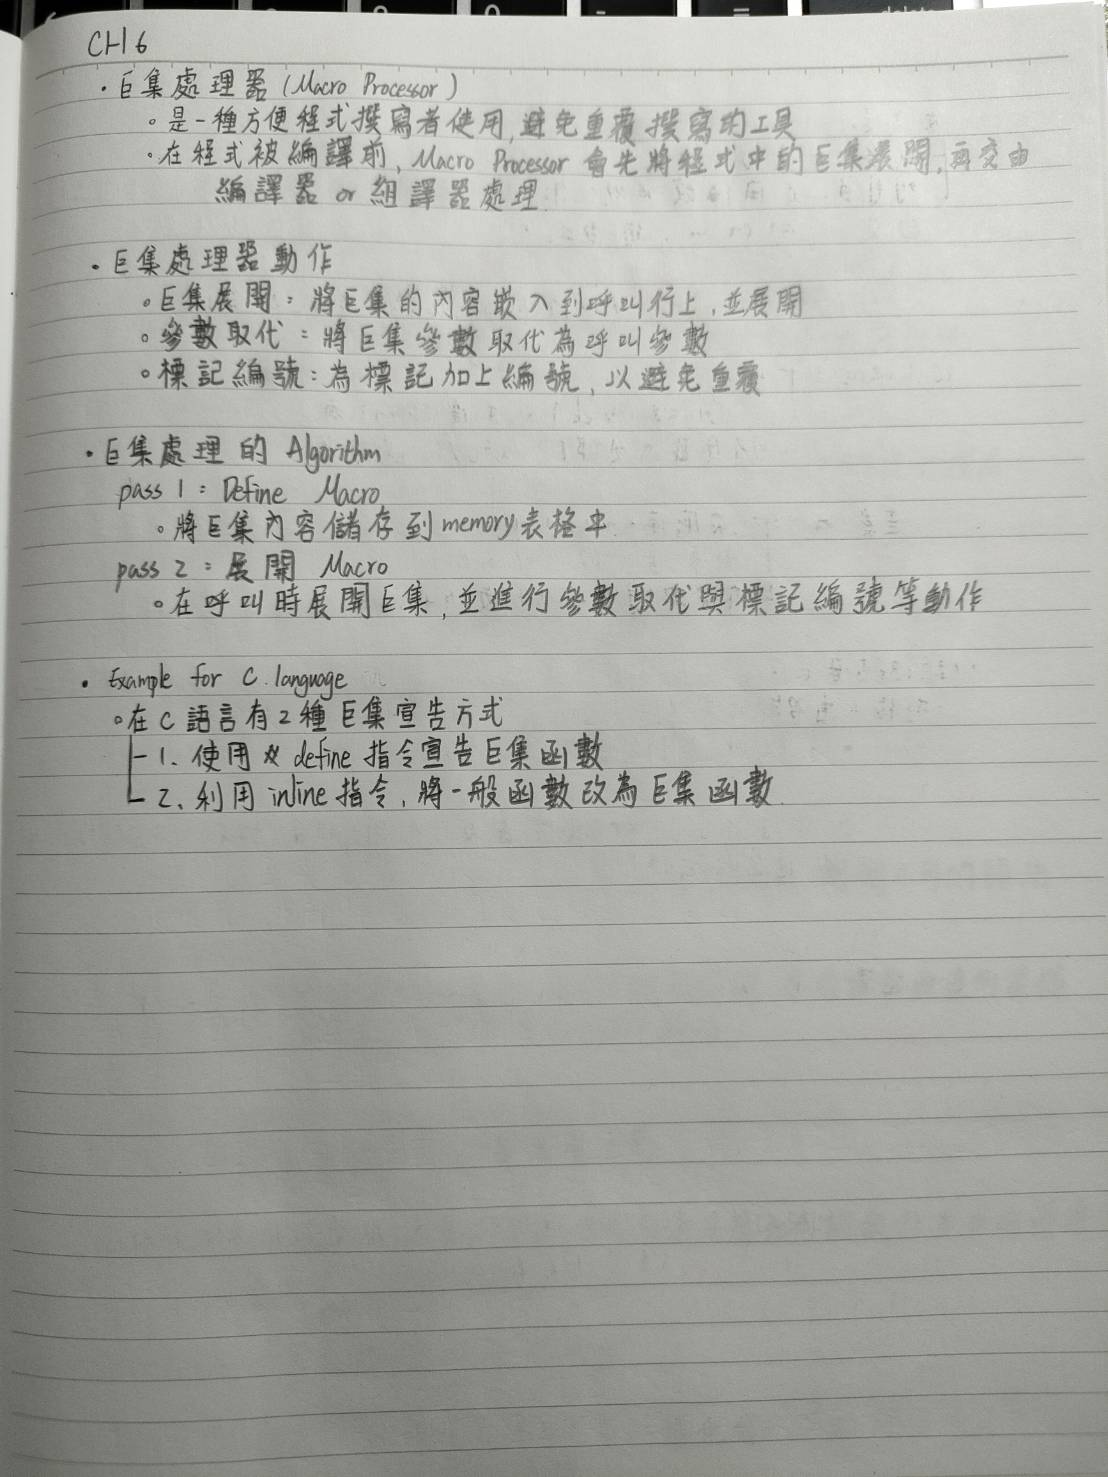 CH6
· 巨集處理器 (Macro Processor)
。是一種方便程式撰寫者使用,避免重覆撰寫的工具
·在程式被編譯前, Macro Processor 會先將程式中的巨集展開,再交由
編譯器 or 組譯器處理.
· 巨集處理器動作
。巨集展開:將巨集的內容嵌入到呼叫行上,並展開
。參數取代:將巨集參數取代為呼叫參數
。標記編號:為標記加上編號,以避免重覆
· 巨集處理的 Algorithm
pass 1 : Define Macro
。將巨集內容儲存到memory表格中.
pass 2 : 展開 Macro
。在呼叫時展開巨集,並進行參數取代與標記編號等動作
· Example for C language
。在C語言有2種巨集宣告方式
1. 使用 # define 指令宣告巨集函數
2. 利用 inline 指令,將一般函數改為巨集函數.